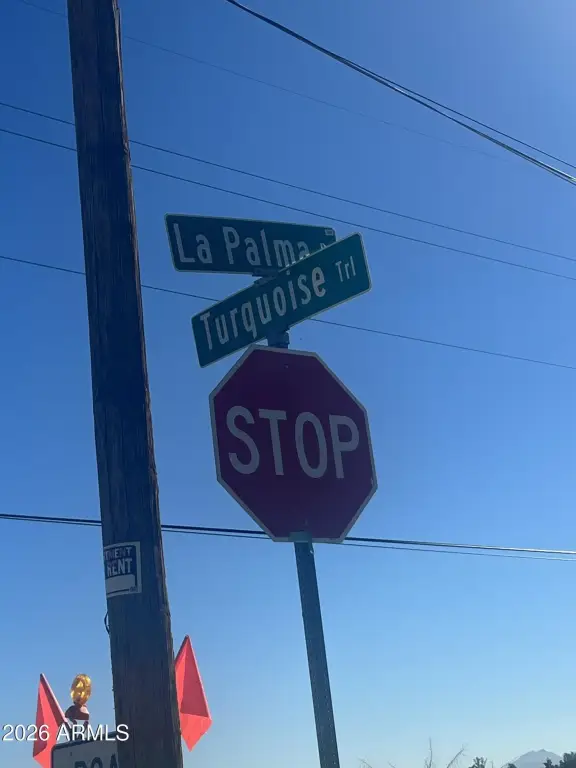 La Palma
Turquoise Trl
STOP
RENT
2026 ARMLS